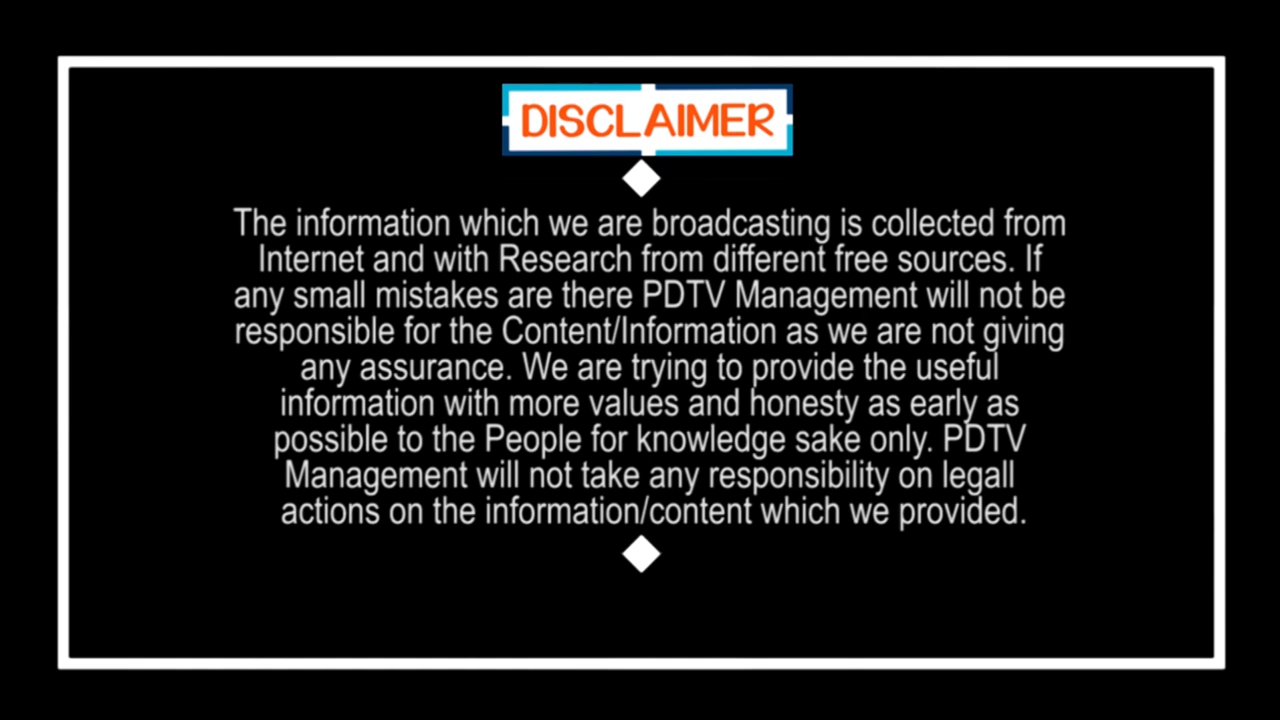 DISCLAIMER
The information which we are broadcasting is collected from
Internet and with Research from different free sources. If
any small mistakes are there PDTV Management will not be
responsible for the Content/Information as we are not giving
any assurance. We are trying to provide the useful
information with more values and honesty as early as
possible to the People for knowledge sake only. PDTV
Management will not take any responsibility on legall
actions on the information/content which we provided.